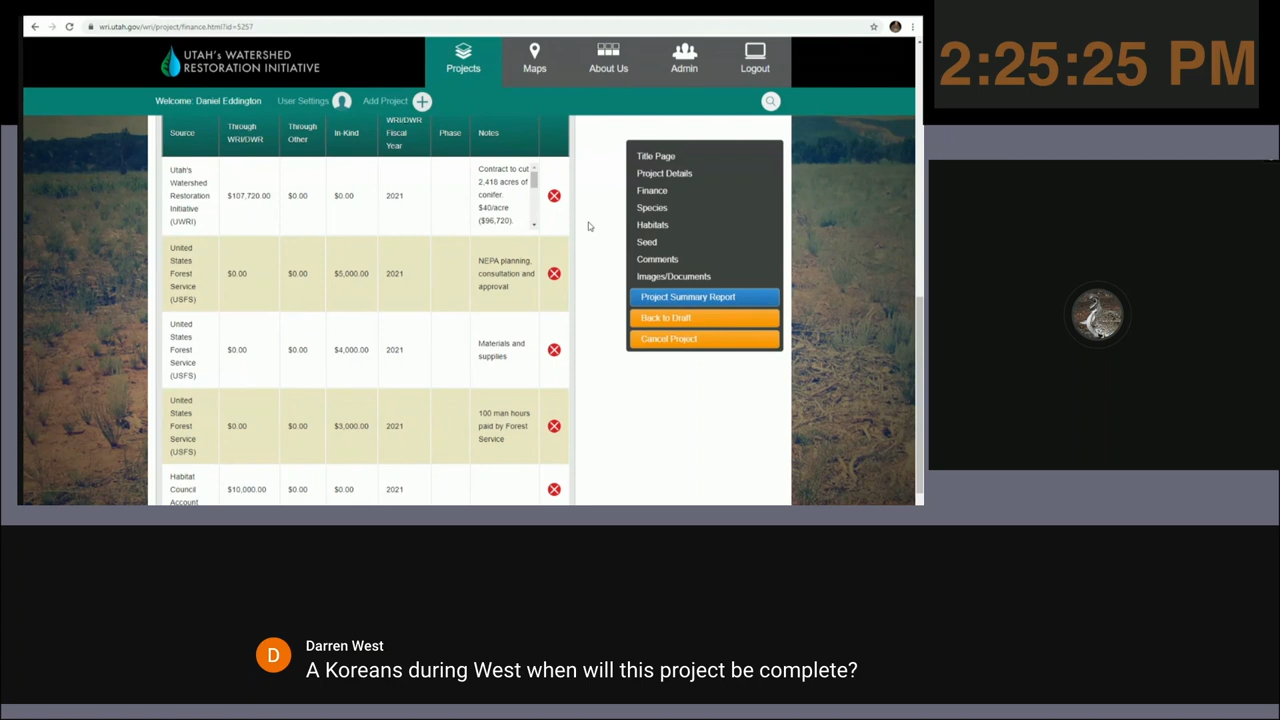 wri.utah.gov/wri/project/finance.html?id=5257
2:25:25 PM
UTAH'S WATERSHED
RESTORATION INITIATIVE
Projects
Maps
About Us
Admin
Logout
Welcome: Daniel Eddington
User Settings
Add Project
Source
Through
WRI/DWR
Through
Other
In-Kind
WRI/DWR
Fiscal
Year
Phase
Notes
Utah's
Watershed
Restoration
Initiative
(UWRI)
$107,720.00
$0.00
$0.00
2021
Contract to cut
2,418 acres of
conifer.
$40/acre
($96,720).
United
States
Forest
Service
(USFS)
$0.00
$0.00
$5,000.00
2021
NEPA planning,
consultation and
approval
United
States
Forest
Service
(USFS)
$0.00
$0.00
$4,000.00
2021
Materials and
supplies
United
States
Forest
Service
(USFS)
$0.00
$0.00
$3,000.00
2021
100 man hours
paid by Forest
Service
Habitat
Council
Account
$10,000.00
$0.00
$0.00
2021
Title Page
Project Details
Finance
Species
Habitats
Seed
Comments
Images/Documents
Project Summary Report
Back to Draft
Cancel Project
D
Darren West
A Koreans during West when will this project be complete?